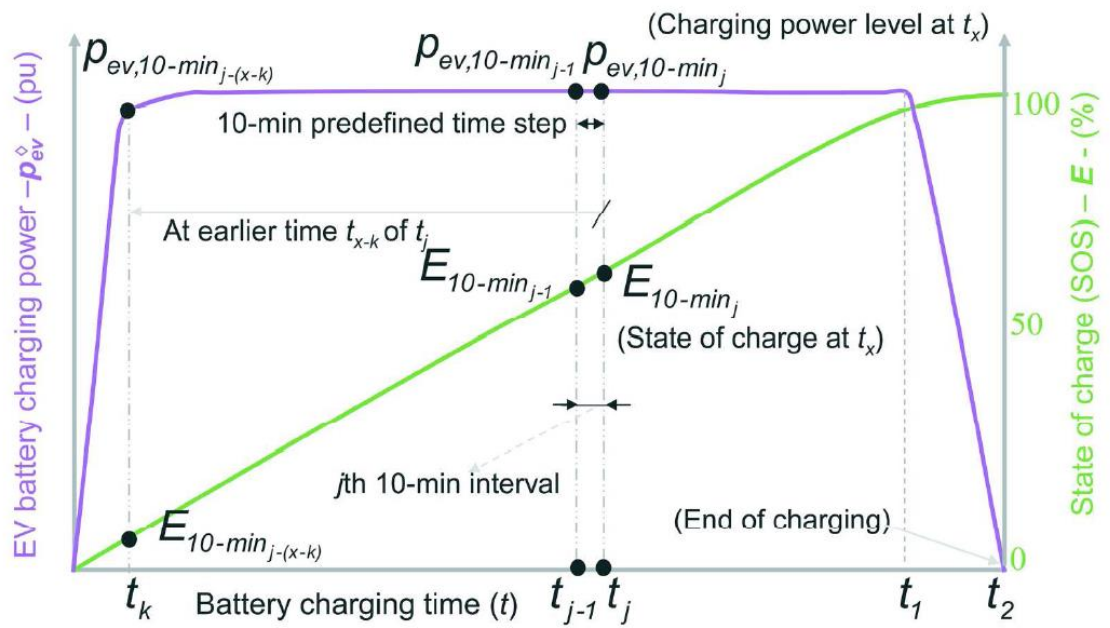 (Charging power level at tx)
pev,10-minj-(x-k)
pev,10-minj-1
pev,10-minj
100
10-min predefined time step
At earlier time tx-k of tj
E10-minj-1
E10-minj
50
(State of charge at tx)
jth 10-min interval
(End of charging)
E10-minj-(x-k)
0
tk
Battery charging time (t)
tj-1
tj
t1
t2
EV battery charging power –p◇ev – (pu)
State of charge (SOS) – E - (%)